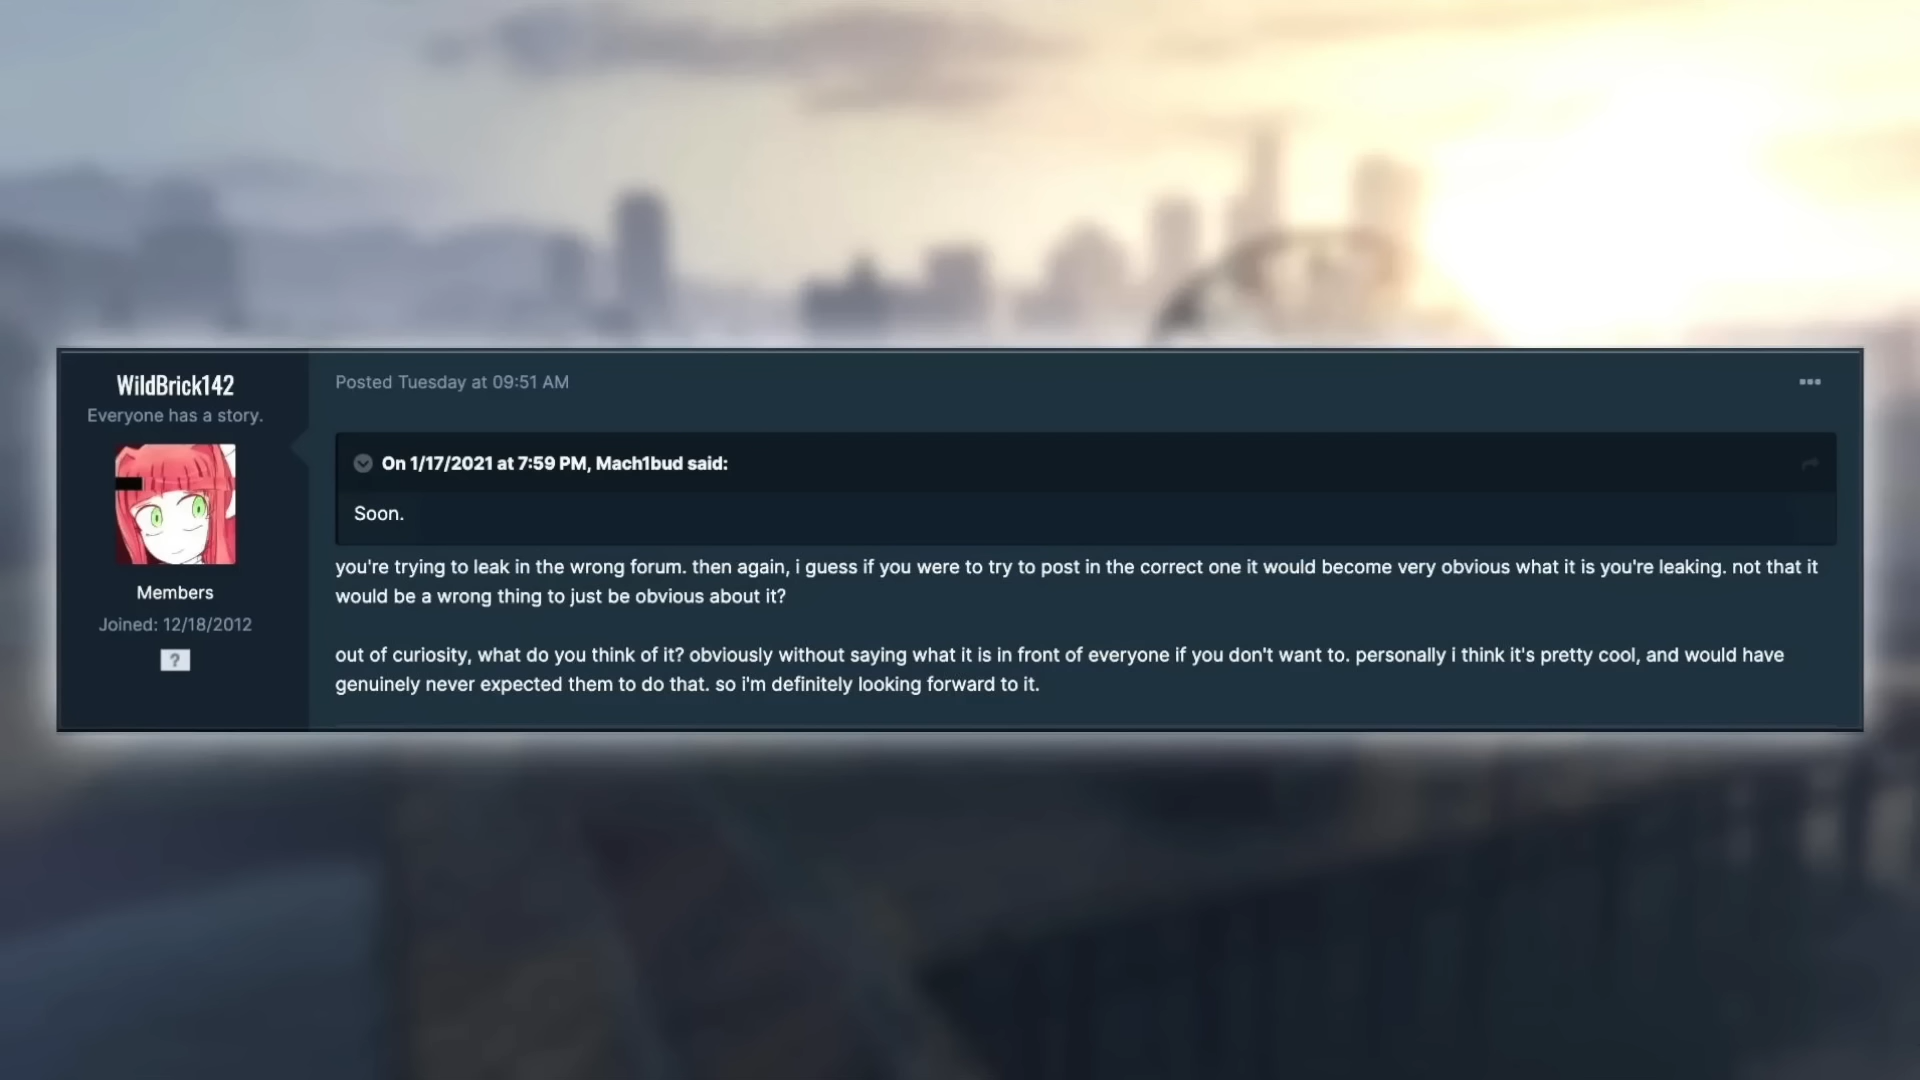 WildBrick142
Everyone has a story.
Members
Joined: 12/18/2012
?
Posted Tuesday at 09:51 AM
On 1/17/2021 at 7:59 PM, Mach1bud said:
Soon.
you're trying to leak in the wrong forum. then again, i guess if you were to try to post in the correct one it would become very obvious what it is you're leaking. not that it
would be a wrong thing to just be obvious about it?
out of curiosity, what do you think of it? obviously without saying what it is in front of everyone if you don't want to. personally i think it's pretty cool, and would have
genuinely never expected them to do that. so i'm definitely looking forward to it.